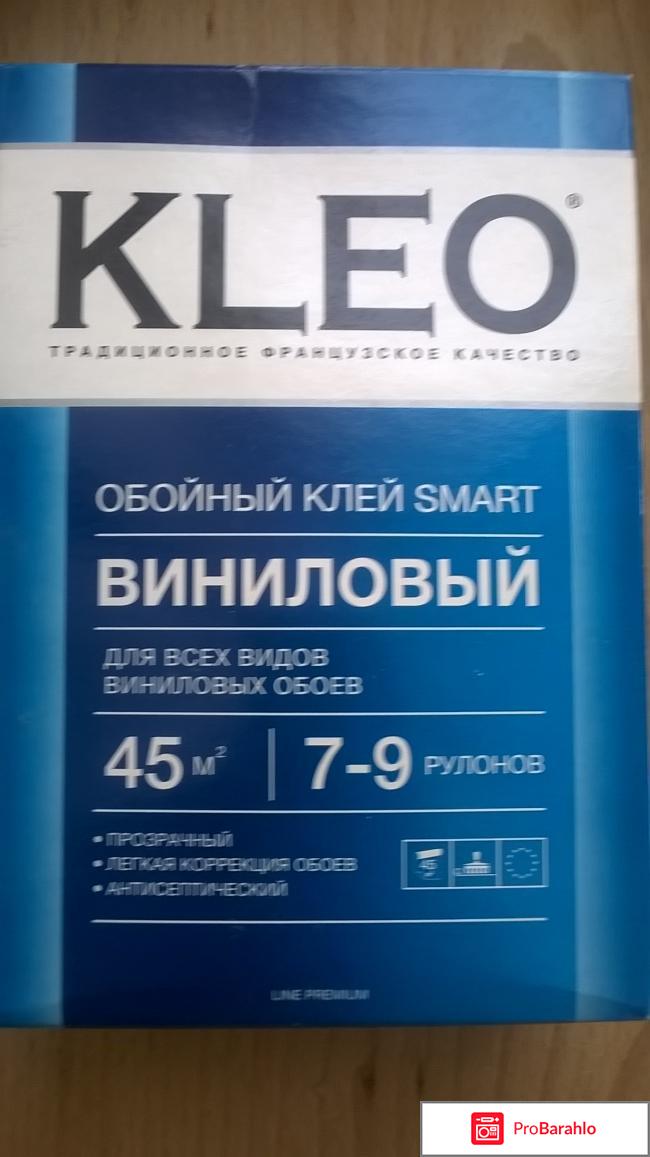 KLEO®
ТРАДИЦИОННОЕ ФРАНЦУЗСКОЕ КАЧЕСТВО
ОБОЙНЫЙ КЛЕЙ SMART
ВИНИЛОВЫЙ
ДЛЯ ВСЕХ ВИДОВ
ВИНИЛОВЫХ ОБОЕВ
45 м² | 7-9 РУЛОНОВ
• ПРОЗРАЧНЫЙ
• ЛЕГКАЯ КОРРЕКЦИЯ ОБОЕВ
• АНТИСЕПТИЧЕСКИЙ
45
LINE PREMIUM
ProBarahlo